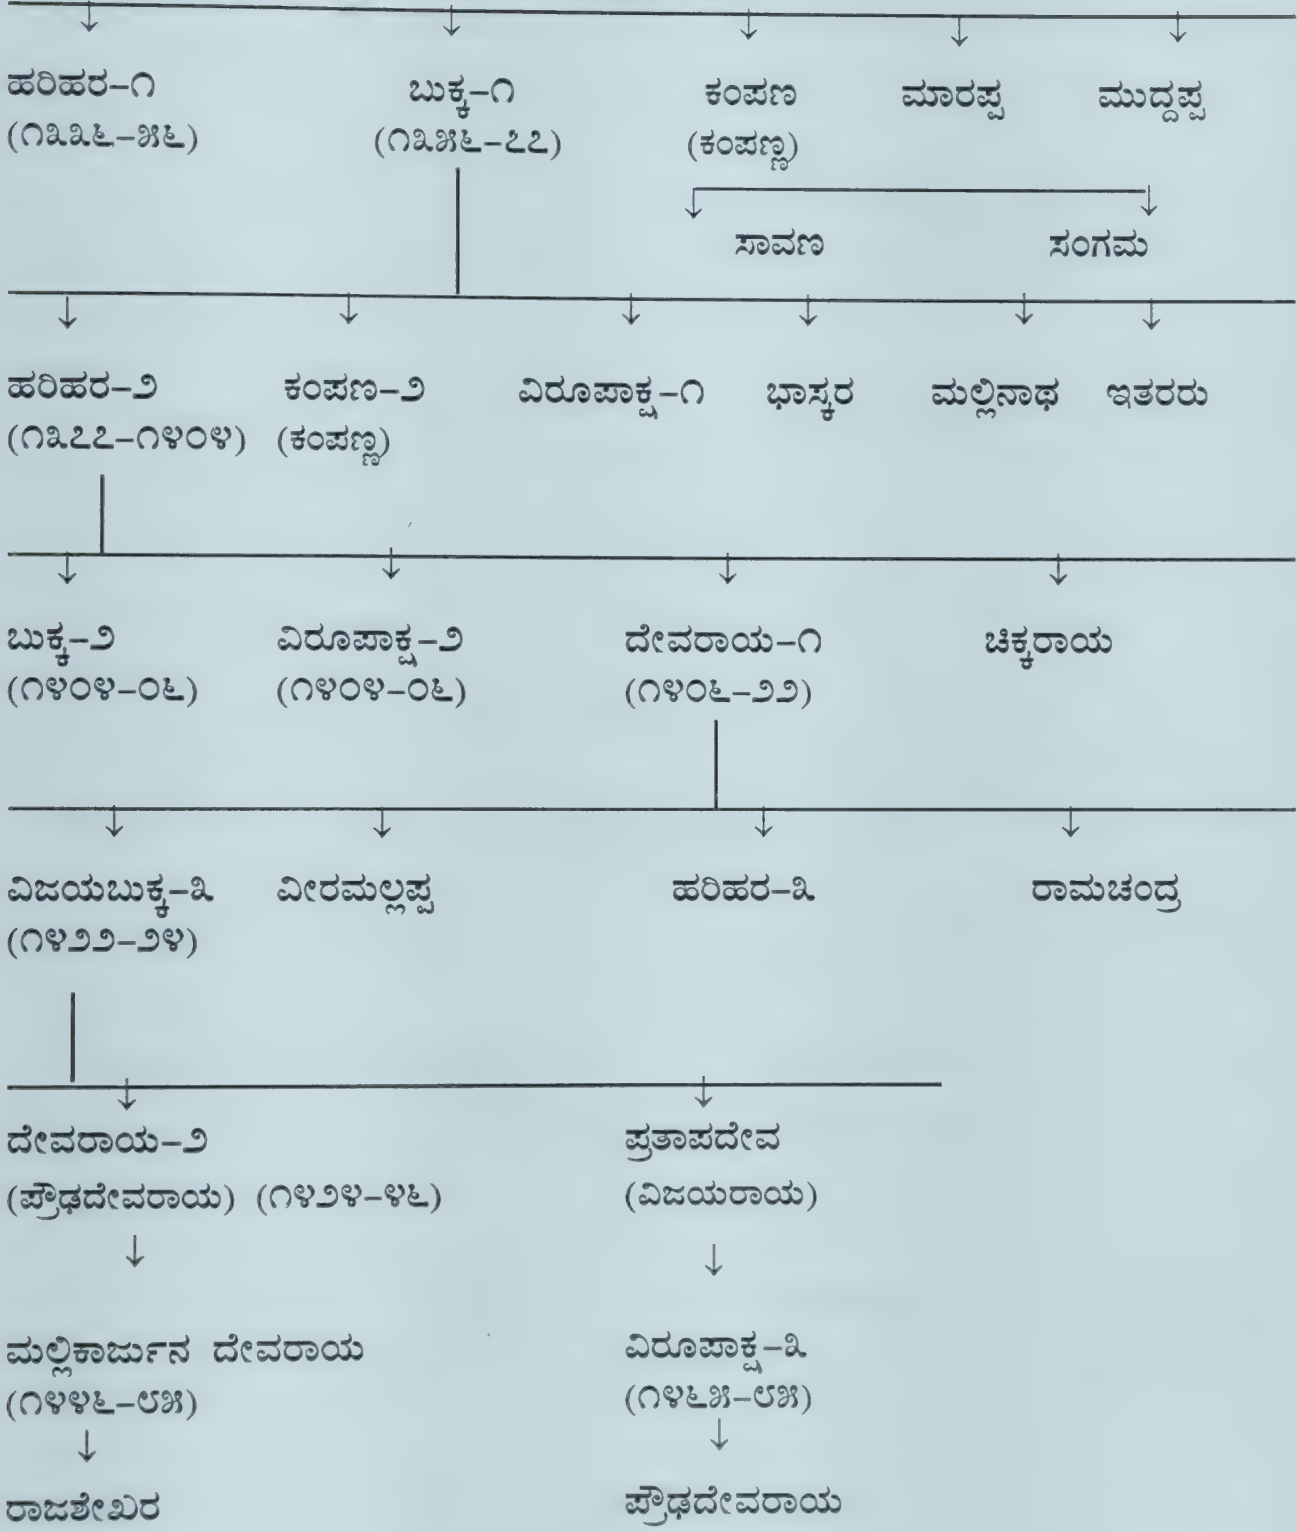 ಹರಿಹರ–೧ ಬುಕ್ಕ–೧ ಕಂಪಣ ಮಾರಪ್ಪ ಮುದ್ದಪ್ಪ
(೧೩೩೬–೫೬) (೧೩೫೬–೭೭) (ಕಂಪಣ್ಣ)
ಸಾವಣ ಸಂಗಮ
ಹರಿಹರ–೨ ಕಂಪಣ–೨ ವಿರೂಪಾಕ್ಷ–೧ ಭಾಸ್ಕರ ಮಲ್ಲಿನಾಥ ಇತರರು
(೧೩೭೭–೧೪೦೪) (ಕಂಪಣ್ಣ)
ಬುಕ್ಕ–೨ ವಿರೂಪಾಕ್ಷ–೨ ದೇವರಾಯ–೧ ಚಿಕ್ಕರಾಯ
(೧೪೦೪–೦೬) (೧೪೦೪–೦೬) (೧೪೦೬–೨೨)
ವಿಜಯಬುಕ್ಕ–೩ ವೀರಮಲ್ಲಪ್ಪ ಹರಿಹರ–೩ ರಾಮಚಂದ್ರ
(೧೪೨೨–೨೪)
ದೇವರಾಯ–೨ ಪ್ರತಾಪದೇವ
(ಪ್ರೌಢದೇವರಾಯ) (೧೪೨೪–೪೬) (ವಿಜಯರಾಯ)
ಮಲ್ಲಿಕಾರ್ಜುನ ದೇವರಾಯ ವಿರೂಪಾಕ್ಷ–೩
(೧೪೪೬–೮೫) (೧೪೬೫–೮೫)
ರಾಜಶೇಖರ ಪ್ರೌಢದೇವರಾಯ